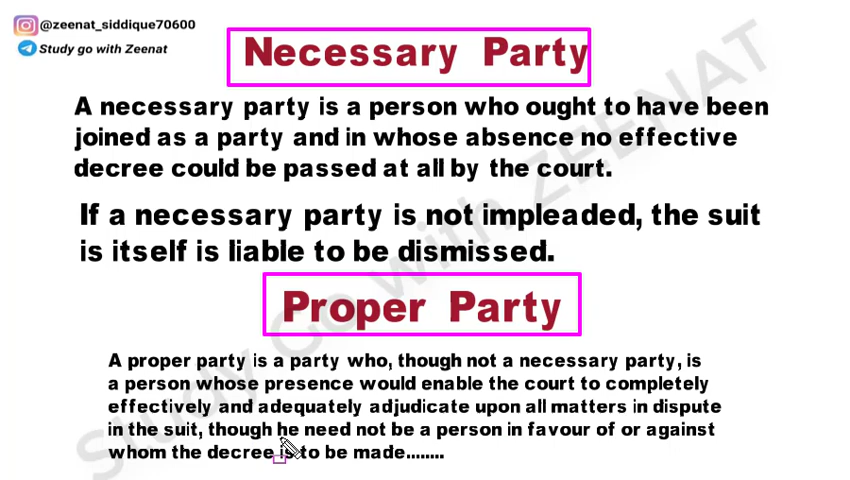 @zeenat_siddique70600
Study go with Zeenat
Necessary Party
A necessary party is a person who ought to have been
joined as a party and in whose absence no effective
decree could be passed at all by the court.
If a necessary party is not impleaded, the suit
is itself is liable to be dismissed.
Proper Party
A proper party is a party who, though not a necessary party, is
a person whose presence would enable the court to completely
effectively and adequately adjudicate upon all matters in dispute
in the suit, though he need not be a person in favour of or against
whom the decree is to be made........
Study Go with ZEENAT